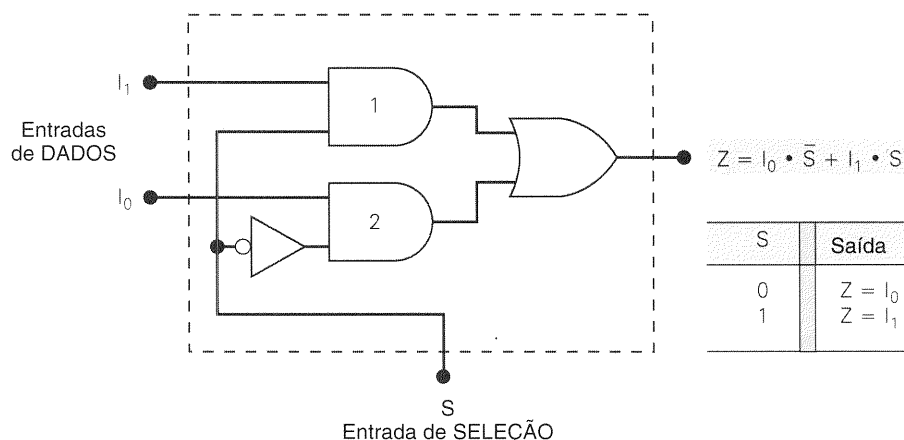 I₁
1
Entradas
de DADOS
Z = I₀ • S̅ + I₁ • S
I₀
2
S Saída
0 Z = I₀
1 Z = I₁
S
Entrada de SELEÇÃO